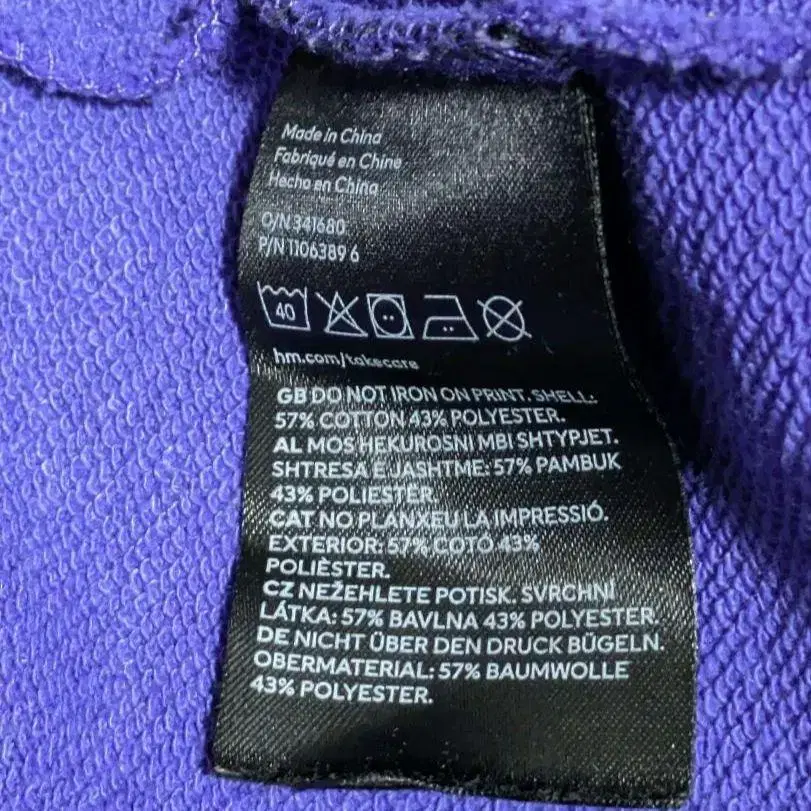 Made in China
Fabriqué en Chine
Hecho en China
O/N 341680
P/N 1106389 6
40
hm.com/takecare
GB DO NOT IRON ON PRINT. SHELL:
57% COTTON 43% POLYESTER.
AL MOS HEKUROSNI MBI SHTYPJET.
SHTRESA E JASHTME: 57% PAMBUK
43% POLIESTER.
CAT NO PLANXEU LA IMPRESSIÓ.
EXTERIOR: 57% COTÓ 43%
POLIÈSTER.
CZ NEŽEHLETE POTISK. SVRCHNÍ
LÁTKA: 57% BAVLNA 43% POLYESTER.
DE NICHT ÜBER DEN DRUCK BÜGELN.
OBERMATERIAL: 57% BAUMWOLLE
43% POLYESTER.